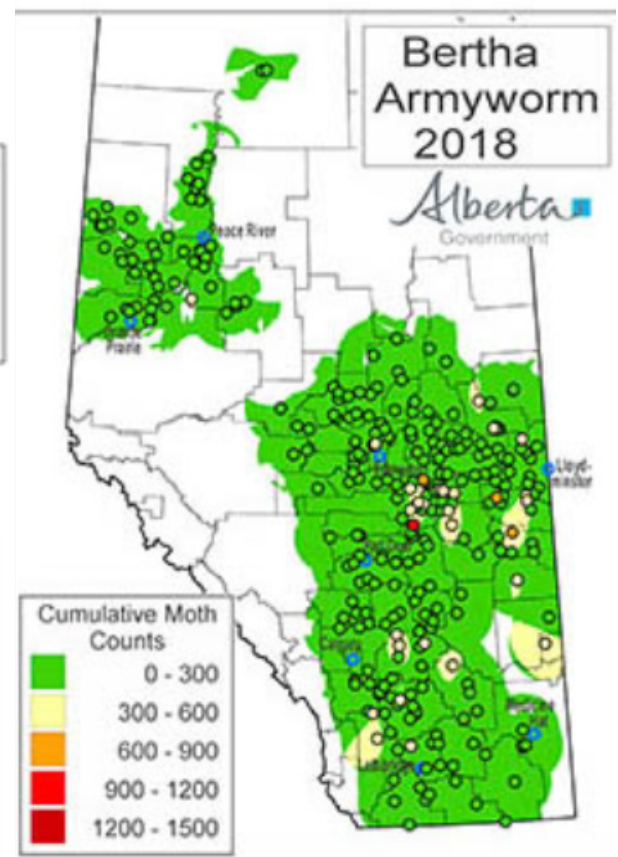 Bertha
Armyworm
2018
Alberta
Government
Peace River
Prairie
Lloyd-
minster
Cumulative Moth
Counts
0 - 300
300 - 600
600 - 900
900 - 1200
1200 - 1500